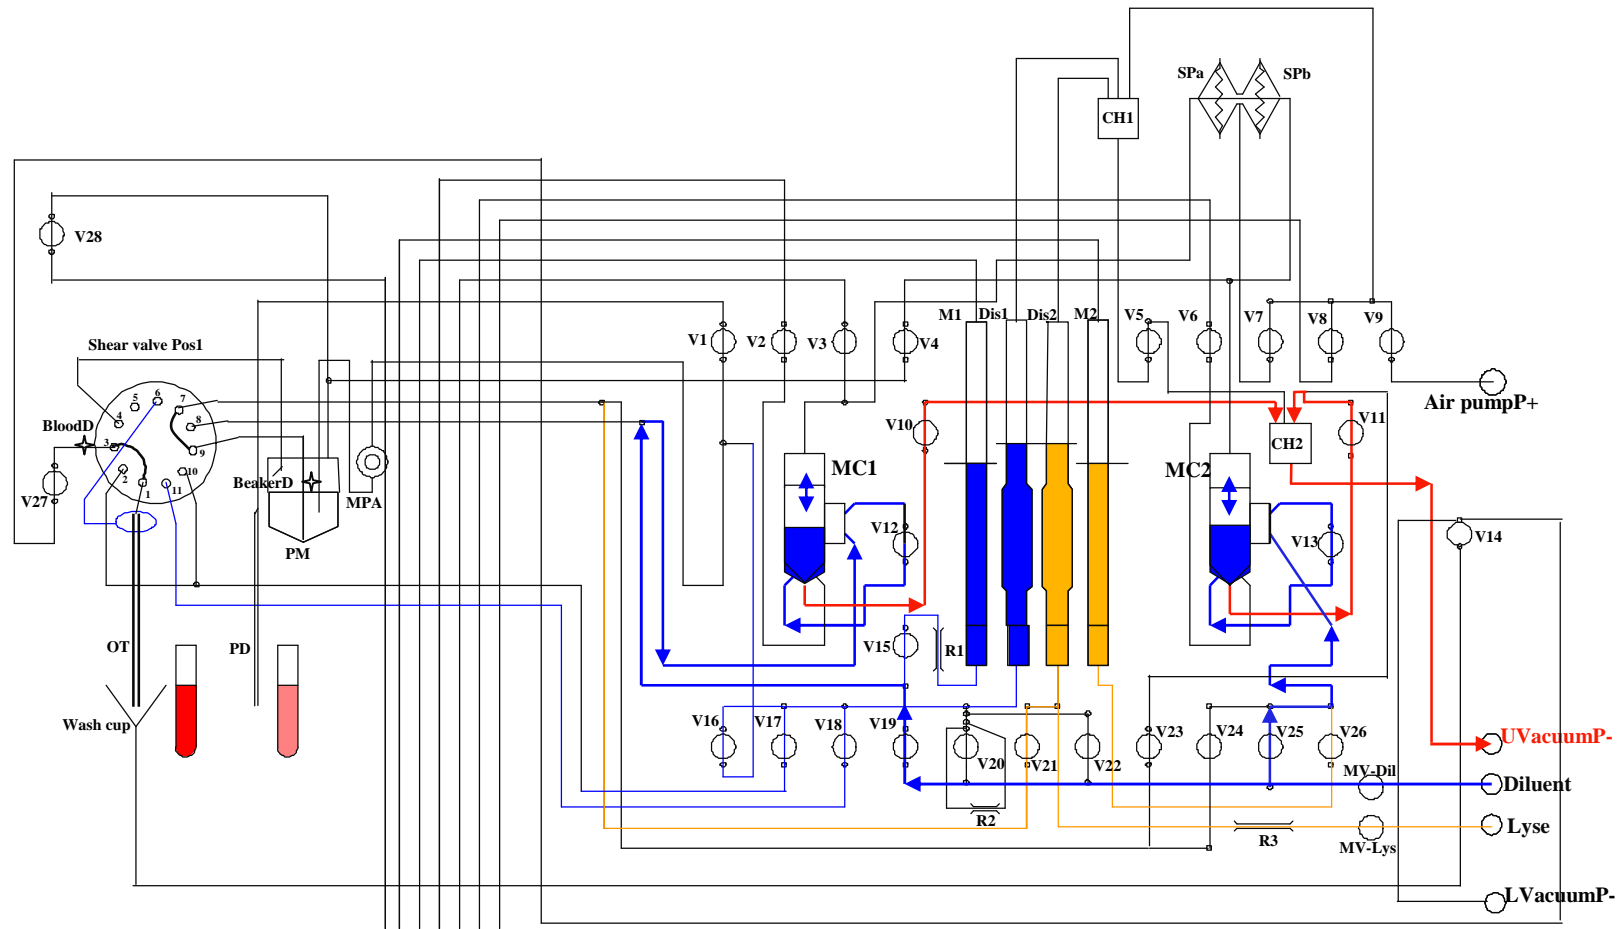 SPa
SPb
CH1
V28
M1
Dis1
Dis2
M2
V5
V6
V7
V8
V9
V1
V2
V3
V4
Shear valve Pos1
Air pumpP+
5
6
7
4
8
BloodD
3
9
V10
V11
CH2
2
10
1
11
V27
BeakerD
MPA
MC1
MC2
V12
V13
V14
PM
OT
PD
V15
R1
Wash cup
V16
V17
V18
V19
V20
V21
V22
V23
V24
V25
V26
UVacuumP-
MV-Dil
Diluent
R2
R3
MV-Lys
Lyse
LVacuumP-